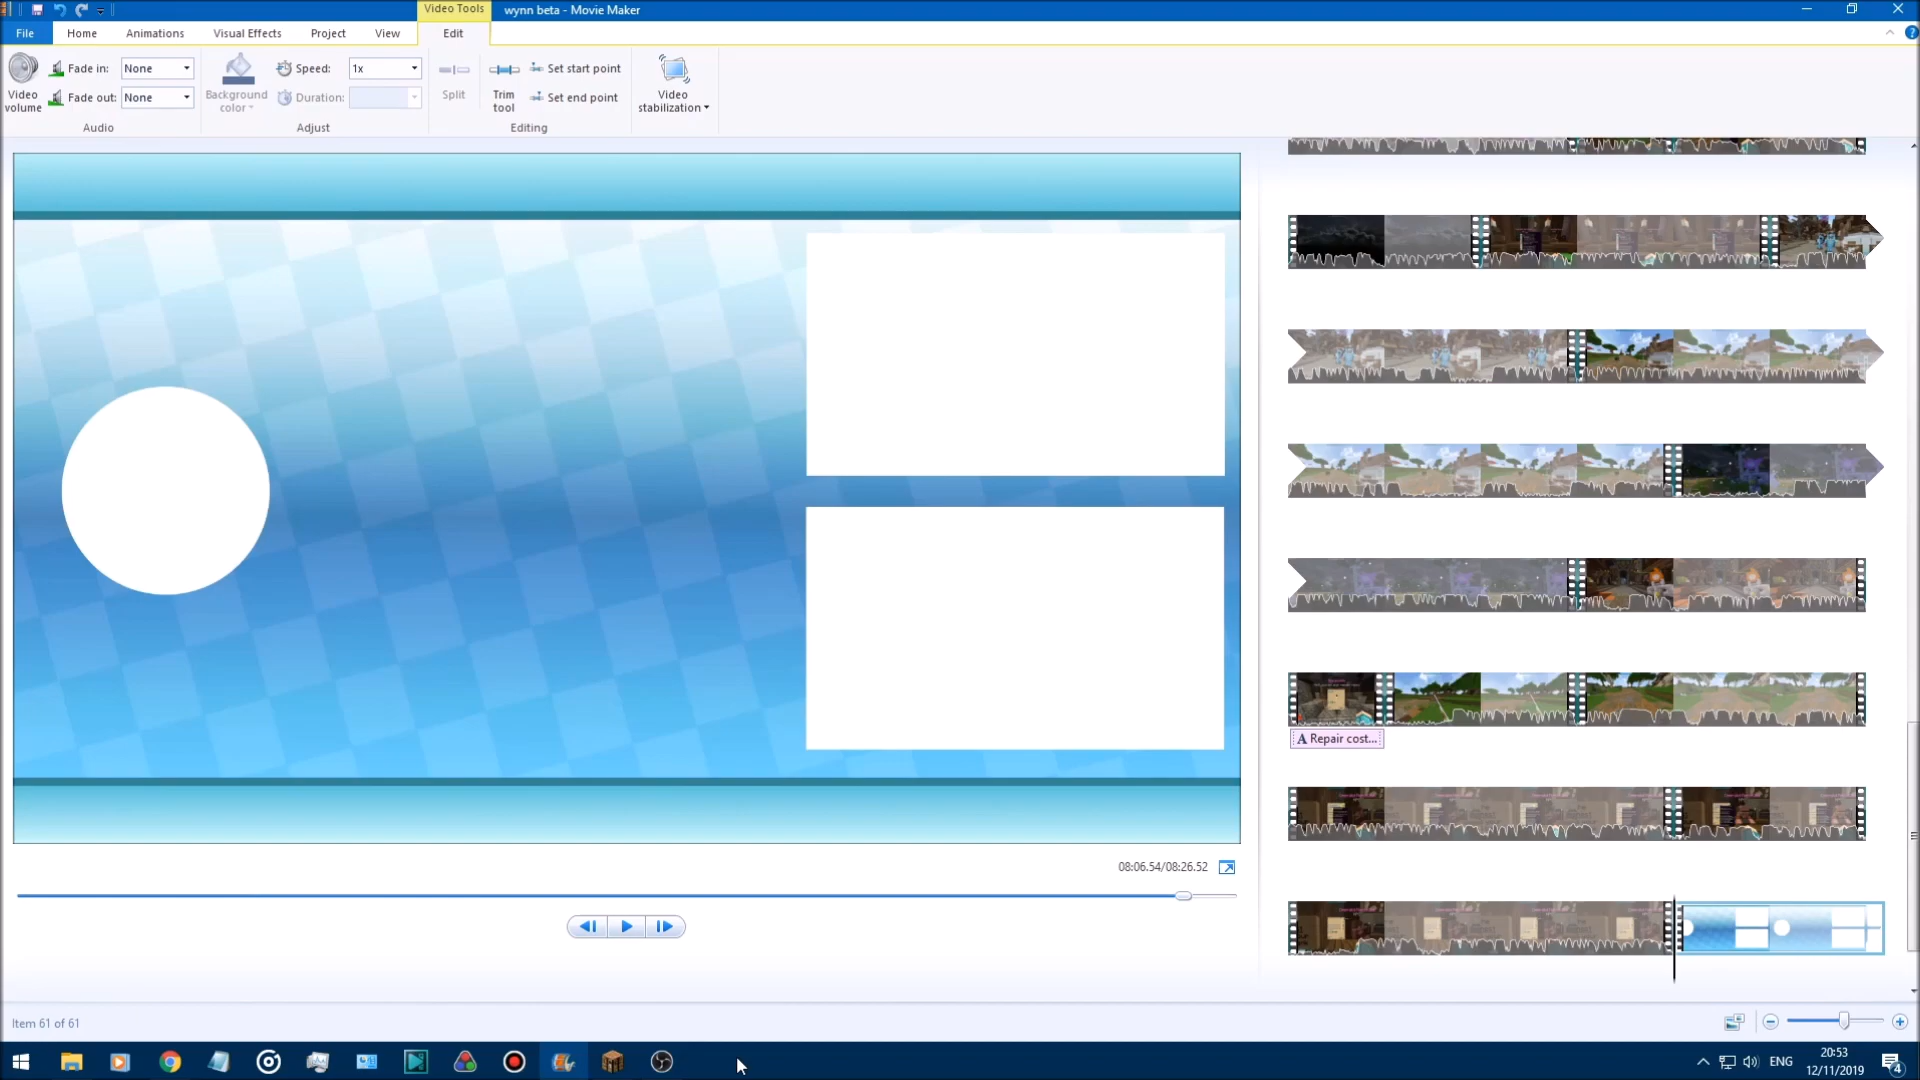 Video Tools
wynn beta - Movie Maker
File
Home
Animations
Visual Effects
Project
View
Edit
Video
volume
Fade in:
None
Fade out:
None
Audio
Background
color
Speed:
1x
Duration:
Adjust
Split
Trim
tool
Set start point
Set end point
Editing
Video
stabilization
A Repair cost...
08:06.54/08:26.52
Item 61 of 61
ENG
20:53
12/11/2019
4